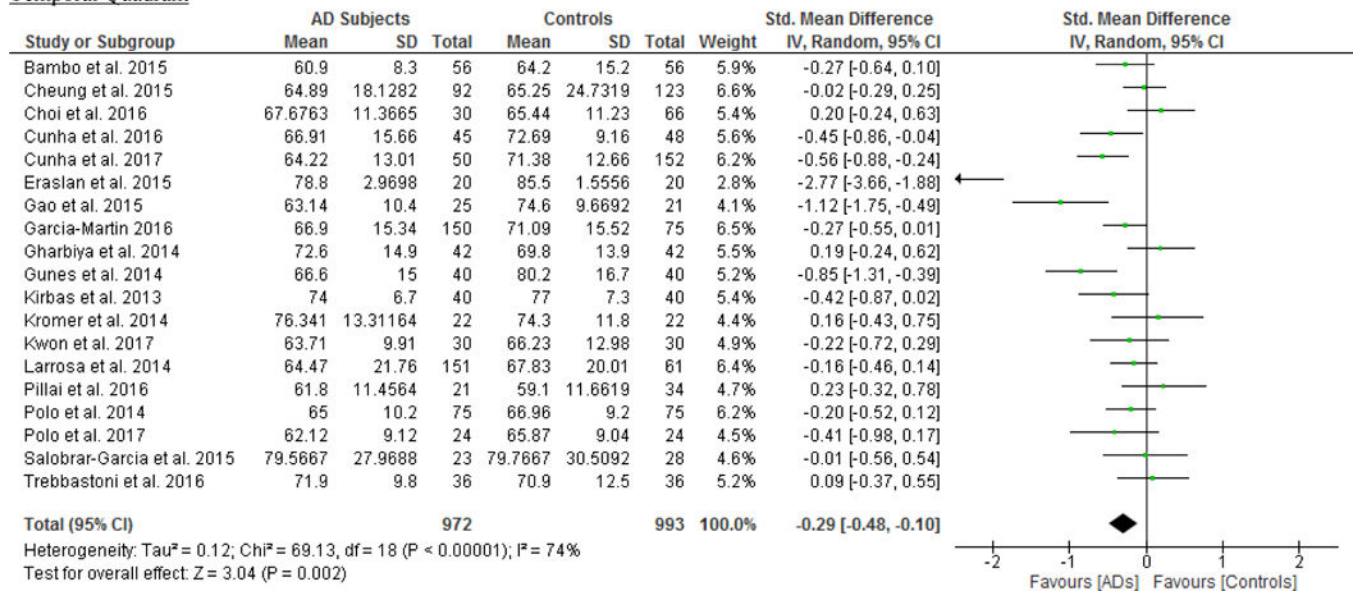 Temporal Quadrant
AD Subjects Controls Std. Mean Difference Std. Mean Difference
Study or Subgroup Mean SD Total Mean SD Total Weight IV, Random, 95% CI IV, Random, 95% CI
Bambo et al. 2015 60.9 8.3 56 64.2 15.2 56 5.9% -0.27 [-0.64, 0.10]
Cheung et al. 2015 64.89 18.1282 92 65.25 24.7319 123 6.6% -0.02 [-0.29, 0.25]
Choi et al. 2016 67.6763 11.3665 30 65.44 11.23 66 5.4% 0.20 [-0.24, 0.63]
Cunha et al. 2016 66.91 15.66 45 72.69 9.16 48 5.6% -0.45 [-0.86, -0.04]
Cunha et al. 2017 64.22 13.01 50 71.38 12.66 152 6.2% -0.56 [-0.88, -0.24]
Eraslan et al. 2015 78.8 2.9698 20 85.5 1.5556 20 2.8% -2.77 [-3.66, -1.88]
Gao et al. 2015 63.14 10.4 25 74.6 9.6692 21 4.1% -1.12 [-1.75, -0.49]
Garcia-Martin 2016 66.9 15.34 150 71.09 15.52 75 6.5% -0.27 [-0.55, 0.01]
Gharbiya et al. 2014 72.6 14.9 42 69.8 13.9 42 5.5% 0.19 [-0.24, 0.62]
Gunes et al. 2014 66.6 15 40 80.2 16.7 40 5.2% -0.85 [-1.31, -0.39]
Kirbas et al. 2013 74 6.7 40 77 7.3 40 5.4% -0.42 [-0.87, 0.02]
Kromer et al. 2014 76.341 13.31164 22 74.3 11.8 22 4.4% 0.16 [-0.43, 0.75]
Kwon et al. 2017 63.71 9.91 30 66.23 12.98 30 4.9% -0.22 [-0.72, 0.29]
Larrosa et al. 2014 64.47 21.76 151 67.83 20.01 61 6.4% -0.16 [-0.46, 0.14]
Pillai et al. 2016 61.8 11.4564 21 59.1 11.6619 34 4.7% 0.23 [-0.32, 0.78]
Polo et al. 2014 65 10.2 75 66.96 9.2 75 6.2% -0.20 [-0.52, 0.12]
Polo et al. 2017 62.12 9.12 24 65.87 9.04 24 4.5% -0.41 [-0.98, 0.17]
Salobrar-Garcia et al. 2015 79.5667 27.9688 23 79.7667 30.5092 28 4.6% -0.01 [-0.56, 0.54]
Trebbastoni et al. 2016 71.9 9.8 36 70.9 12.5 36 5.2% 0.09 [-0.37, 0.55]
Total (95% CI) 972 993 100.0% -0.29 [-0.48, -0.10]
Heterogeneity: Tau² = 0.12; Chi² = 69.13, df = 18 (P < 0.00001); I² = 74%
Test for overall effect: Z = 3.04 (P = 0.002)
-2 -1 0 1 2
Favours [ADs] Favours [Controls]